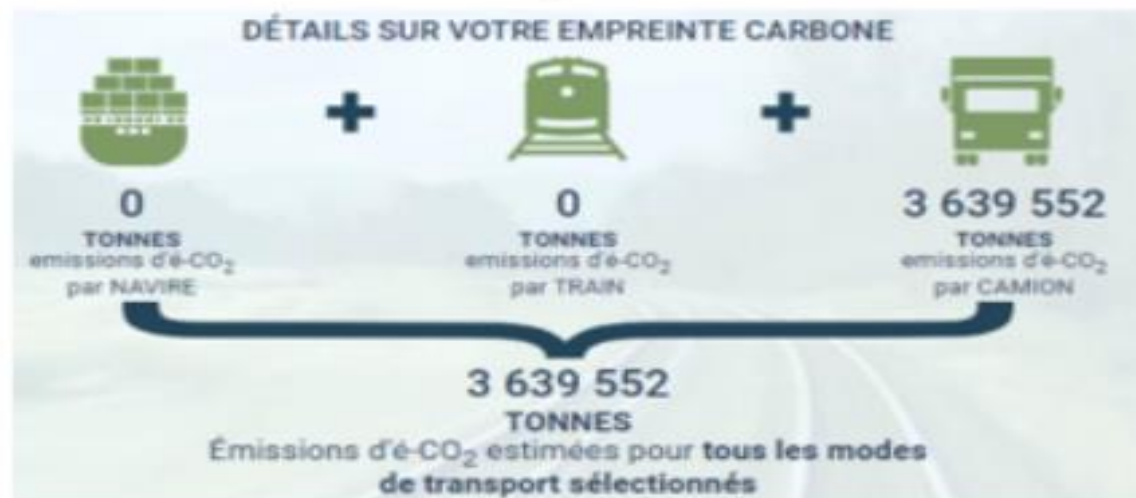 DÉTAILS SUR VOTRE EMPREINTE CARBONE
0
TONNES
emissions d'é-CO₂
par NAVIRE
0
TONNES
emissions d'é-CO₂
par TRAIN
3 639 552
TONNES
emissions d'é-CO₂
par CAMION
3 639 552
TONNES
Émissions d'é-CO₂ estimées pour tous les modes
de transport sélectionnés